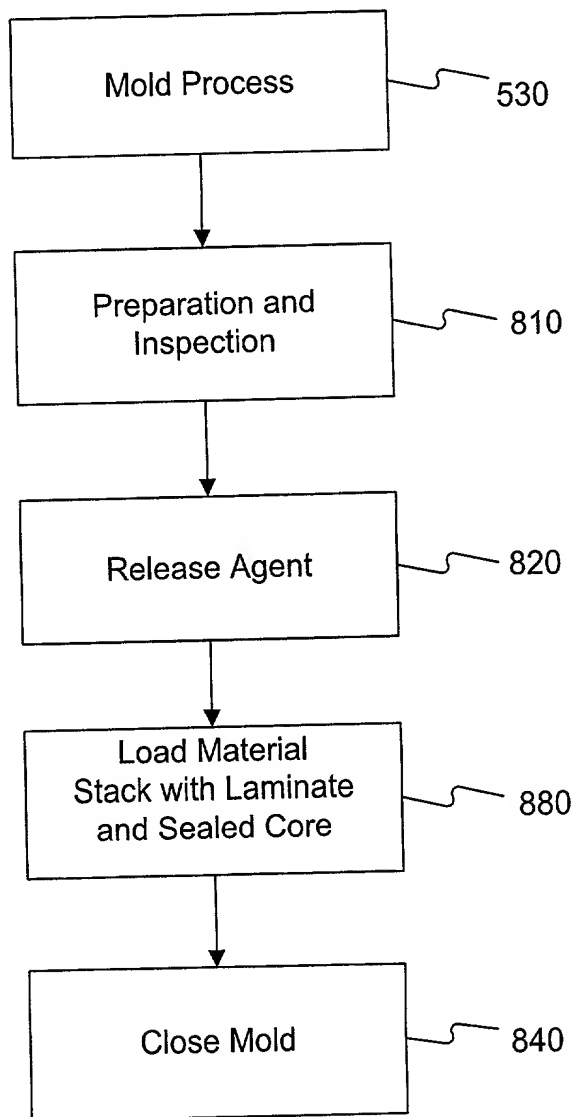 Mold Process
530
Preparation and
Inspection
810
Release Agent
820
Load Material
Stack with Laminate
and Sealed Core
880
Close Mold
840